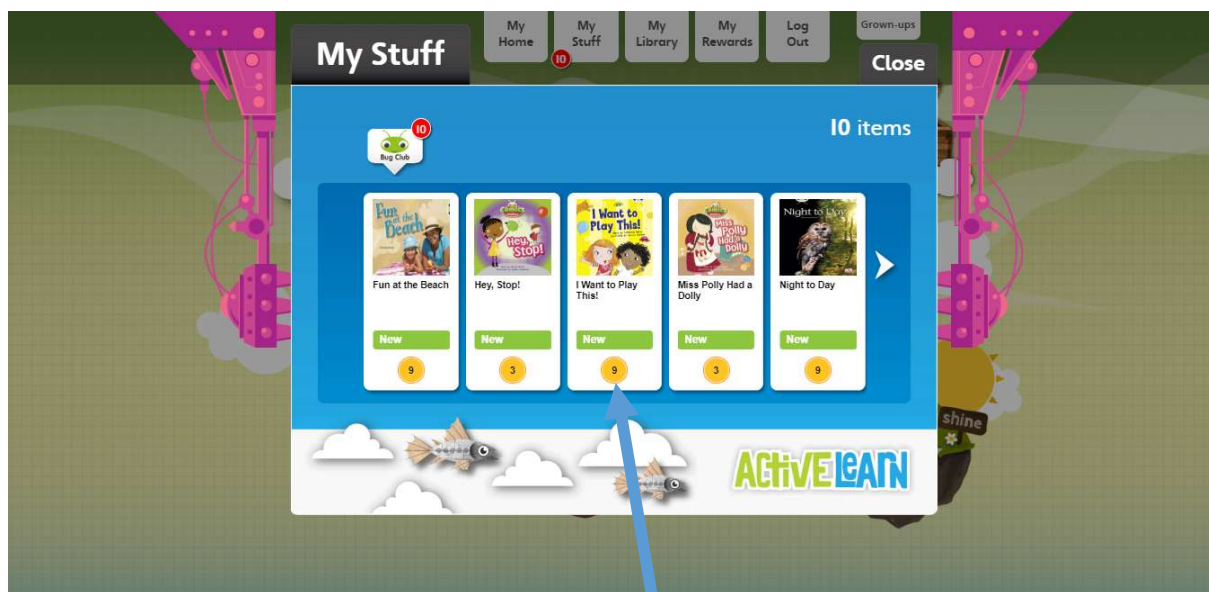 My Home
My Stuff
My Library
My Rewards
Log Out
Grown-ups
10
My Stuff
Close
10
Bug Club
10 items
Fun at the Beach
Hey, Stop!
I Want to Play This!
Miss Polly Had a Dolly
Night to Day
Fun at the Beach
Hey, Stop!
I Want to Play
This!
Miss Polly Had a
Dolly
Night to Day
New
New
New
New
New
9
3
9
3
9
shine
ACTIVE LEARN